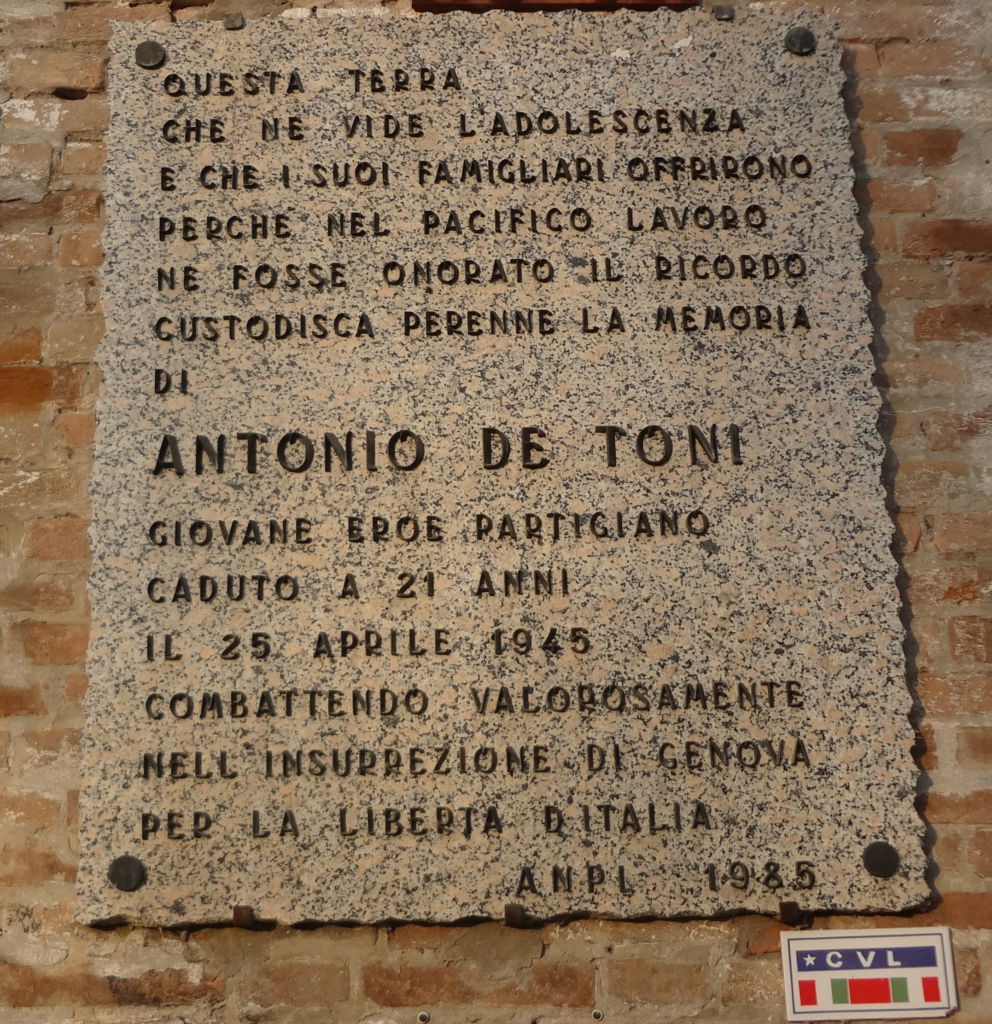 QUESTA TERRA
CHE NE VIDE L'ADOLESCENZA
E CHE I SUOI FAMIGLIARI OFFRIRONO
PERCHE NEL PACIFICO LAVORO
NE FOSSE ONORATO IL RICORDO
CUSTODISCA PERENNE LA MEMORIA
DI
ANTONIO DE TONI
GIOVANE EROE PARTIGIANO
CADUTO A 21 ANNI
IL 25 APRILE 1945
COMBATTENDO VALOROSAMENTE
NELL'INSURREZIONE DI GENOVA
PER LA LIBERTA D'ITALIA
ANPI 1985
CVL